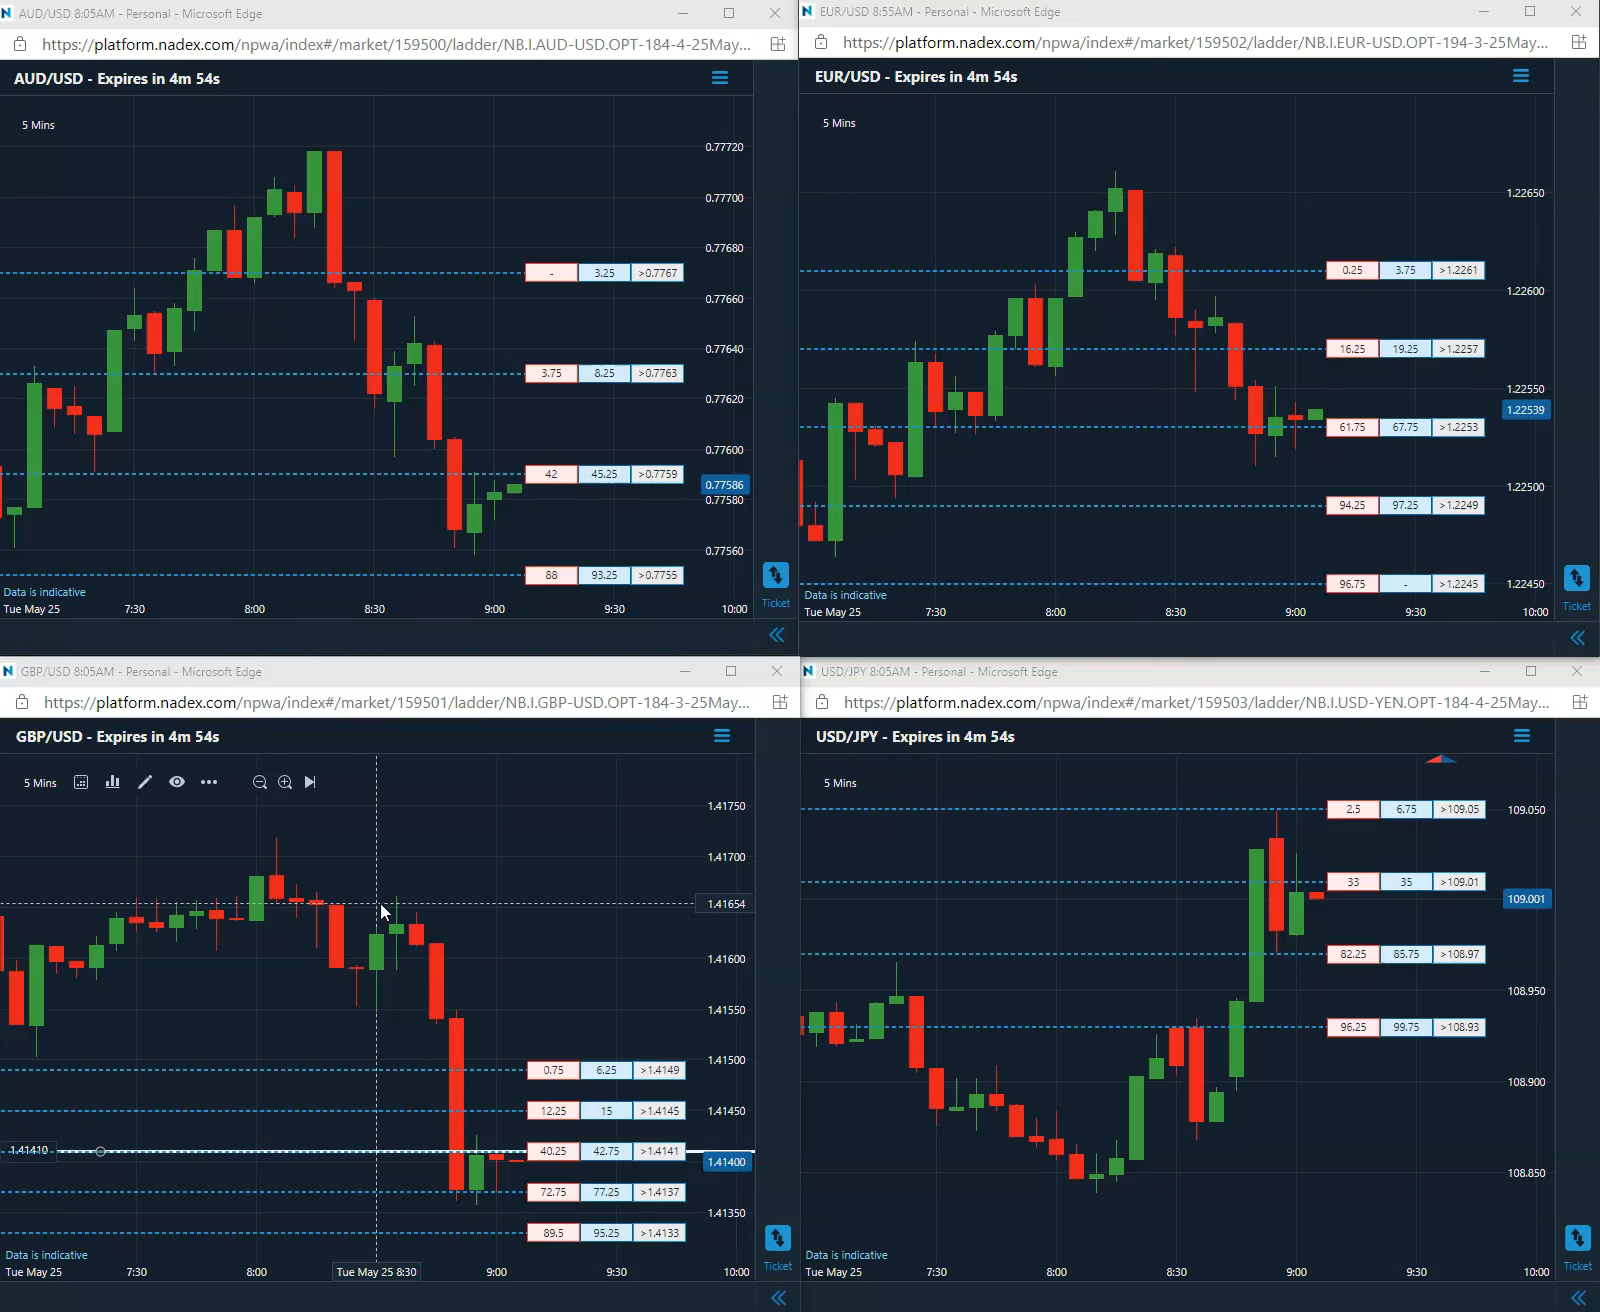 AUD/USD 8:05AM - Personal - Microsoft Edge
https://platform.nadex.com/npwa/index#/market/159500/ladder/NB.I.AUD-USD.OPT-184-4-25May...
AUD/USD - Expires in 4m 54s
5 Mins
0.77720
0.77700
0.77680
- 3.25 >0.7767
0.77660
0.77640
3.75 8.25 >0.7763
0.77620
0.77600
42 45.25 >0.7759
0.77586
0.77580
0.77560
88 93.25 >0.7755
Data is indicative
Tue May 25 7:30 8:00 8:30 9:00 9:30 10:00
Ticket
EUR/USD 8:55AM - Personal - Microsoft Edge
https://platform.nadex.com/npwa/index#/market/159502/ladder/NB.I.EUR-USD.OPT-194-3-25May...
EUR/USD - Expires in 4m 54s
5 Mins
1.22650
0.25 3.75 >1.2261
1.22600
16.25 19.25 >1.2257
1.22550
1.22539
61.75 67.75 >1.2253
1.22500
94.25 97.25 >1.2249
96.75 - >1.2245
1.22450
Data is indicative
Tue May 25 7:30 8:00 8:30 9:00 9:30 10:00
Ticket
GBP/USD 8:05AM - Personal - Microsoft Edge
https://platform.nadex.com/npwa/index#/market/159501/ladder/NB.I.GBP-USD.OPT-184-3-25May...
GBP/USD - Expires in 4m 54s
5 Mins
1.41750
1.41700
1.41654
1.41600
1.41550
1.41500
0.75 6.25 >1.4149
12.25 15 >1.4145
1.41450
1.41410
40.25 42.75 >1.4141
1.41400
72.75 77.25 >1.4137
1.41350
89.5 95.25 >1.4133
Data is indicative
Tue May 25 7:30 8:00 Tue May 25 8:30 9:00 9:30 10:00
Ticket
USD/JPY 8:05AM - Personal - Microsoft Edge
https://platform.nadex.com/npwa/index#/market/159503/ladder/NB.I.USD-YEN.OPT-184-4-25May...
USD/JPY - Expires in 4m 54s
5 Mins
2.5 6.75 >109.05
109.050
33 35 >109.01
109.001
82.25 85.75 >108.97
108.950
96.25 99.75 >108.93
108.900
108.850
Data is indicative
Tue May 25 7:30 8:00 8:30 9:00 9:30 10:00
Ticket